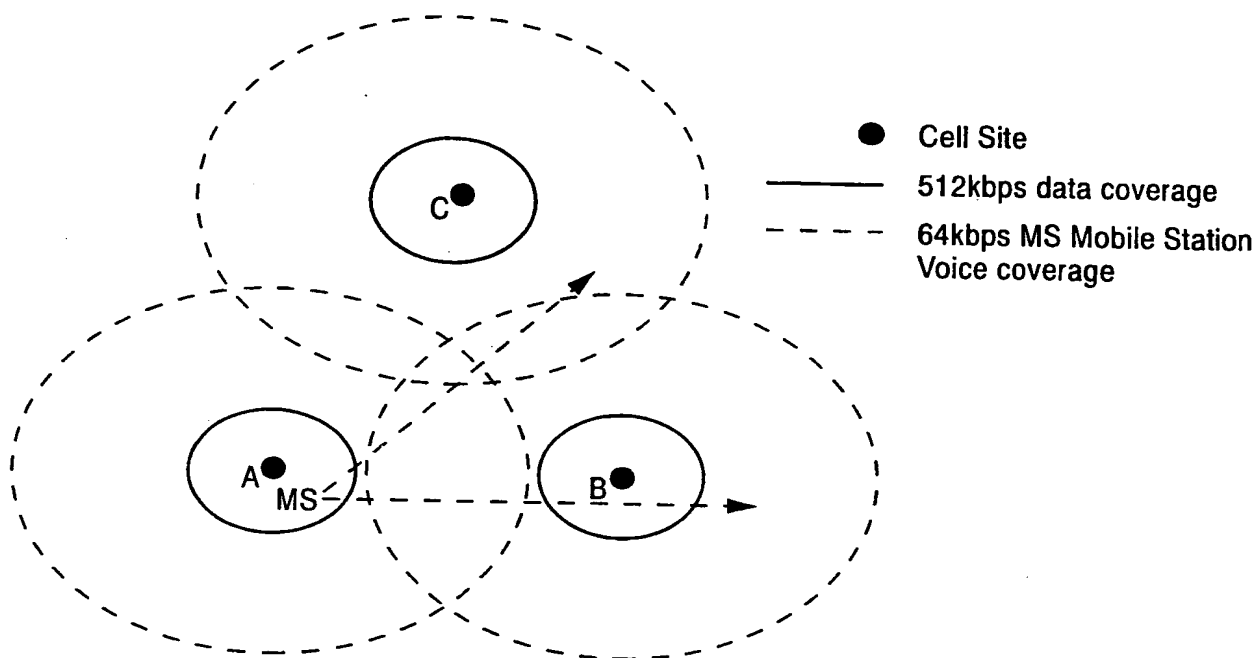 Cell Site
C
512kbps data coverage
64kbps MS Mobile Station
Voice coverage
A
MS
B